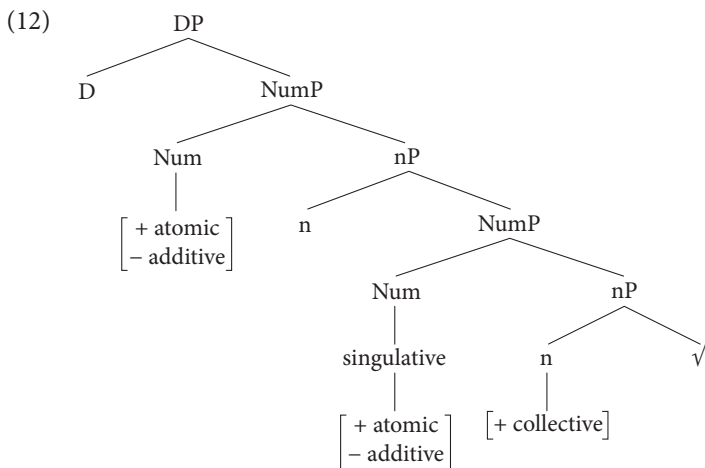 (12)
DP
D NumP
Num nP
[+ atomic
− additive]
n
NumP
Num nP
singulative n √
[+ atomic
− additive]
[+ collective]